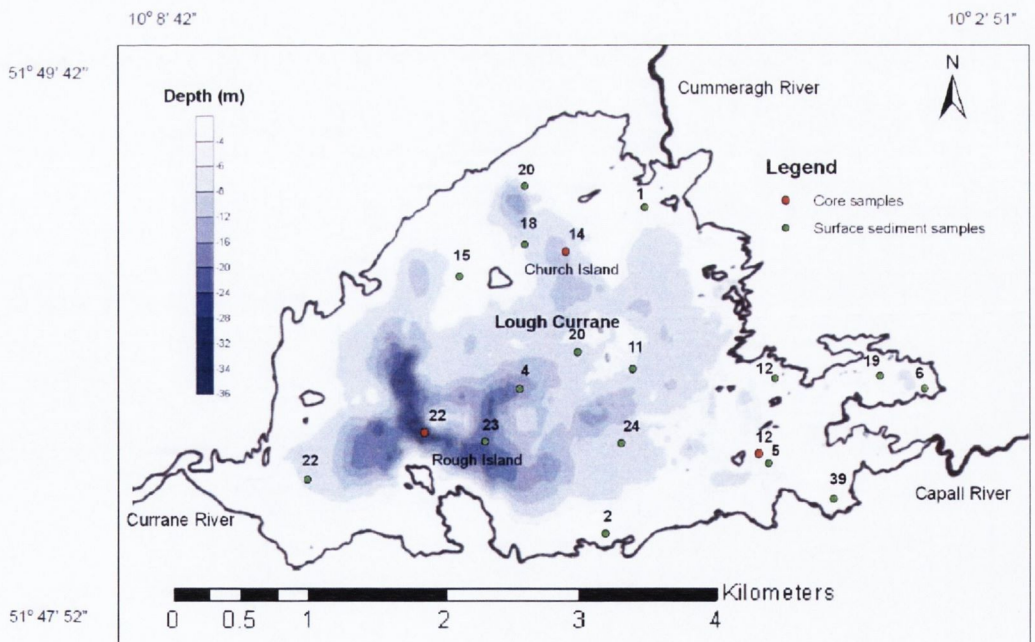 10° 8' 42"
10° 2' 51"
51° 49' 42"
N
Cummeragh River
Depth (m)
-4
-6
-8
-12
-16
-20
-24
-28
-32
-36
Legend
Core samples
Surface sediment samples
20
1
18
14
15
Church Island
Lough Currane
20
11
4
12
19
6
22
23
24
12
5
Rough Island
22
39
Capall River
Currane River
2
Kilometers
0 0.5 1 2 3 4
51° 47' 52"